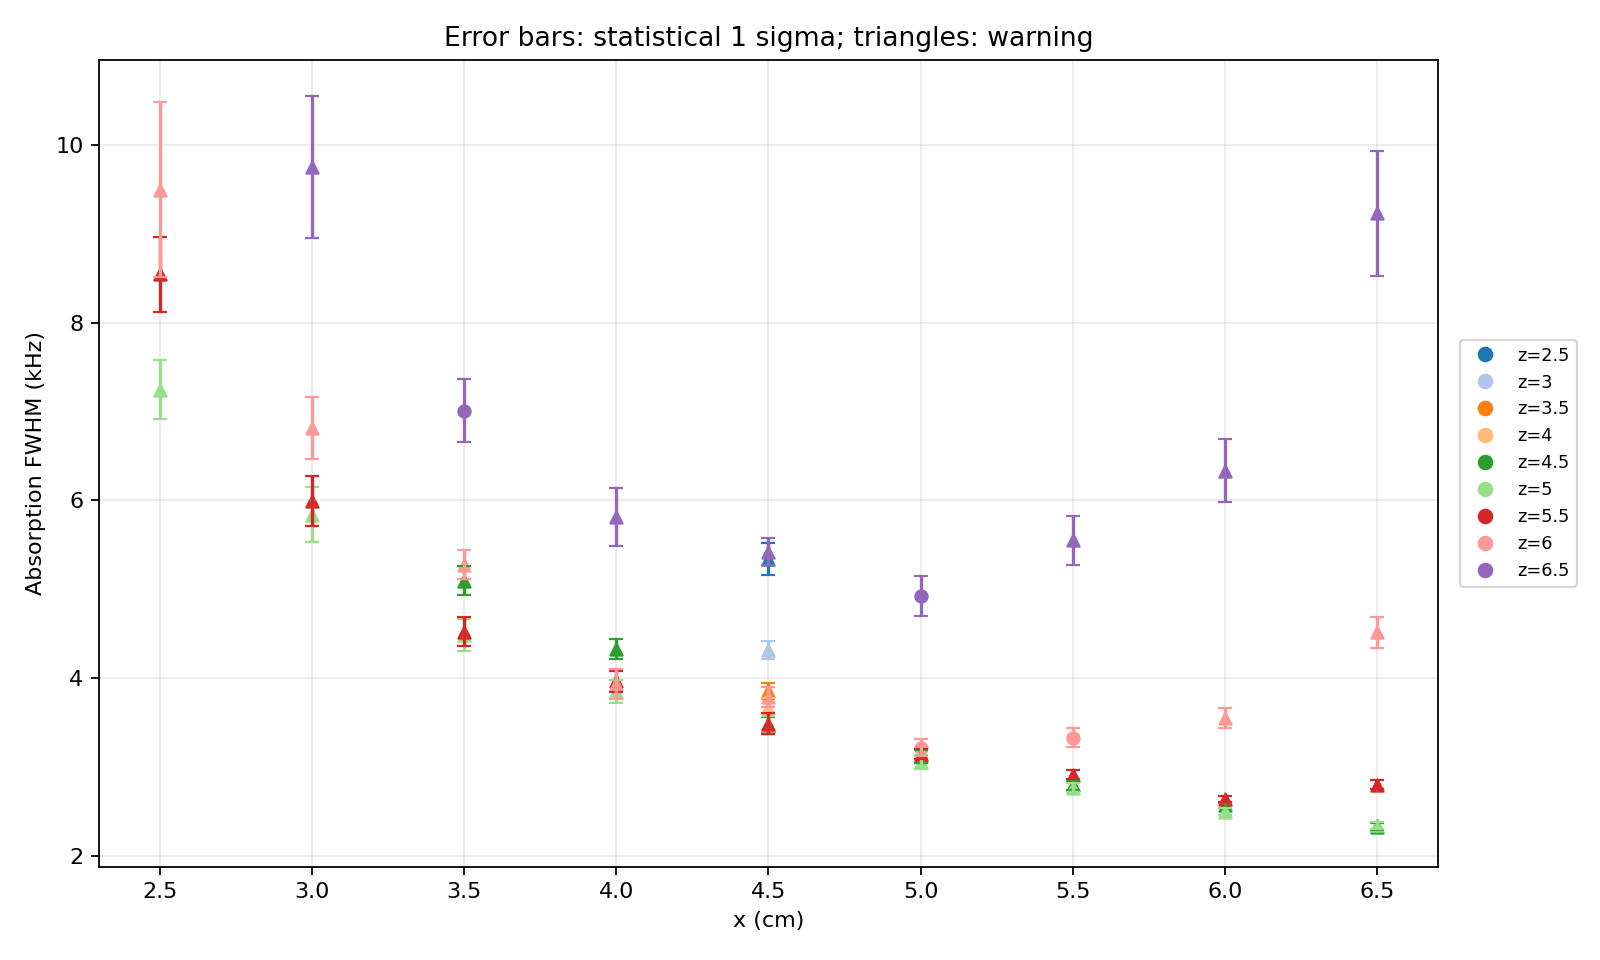 Error bars: statistical 1 sigma; triangles: warning
Absorption FWHM (kHz)
10
8
6
4
2
2.5 3.0 3.5 4.0 4.5 5.0 5.5 6.0 6.5
x (cm)
z=2.5
z=3
z=3.5
z=4
z=4.5
z=5
z=5.5
z=6
z=6.5